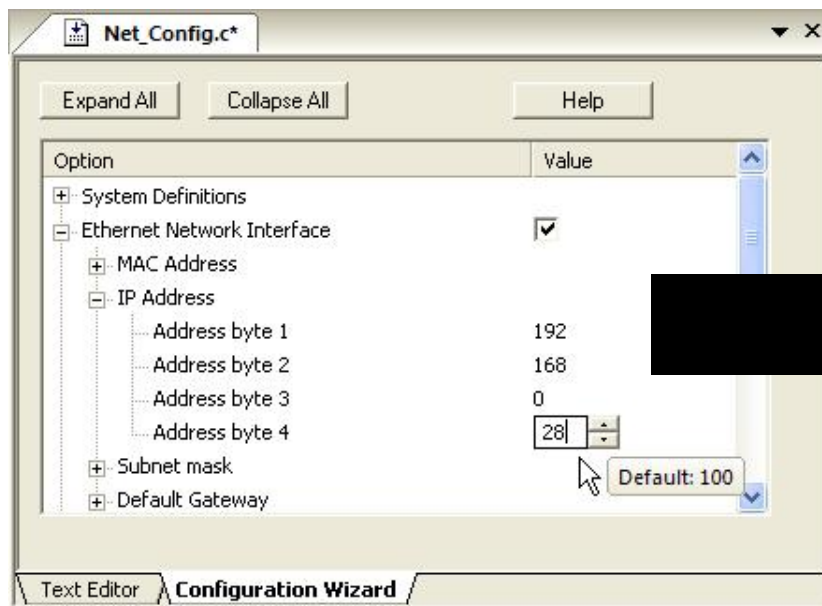 Net_Config.c*
Expand All Collapse All Help
Option Value
System Definitions
Ethernet Network Interface
MAC Address
IP Address
Address byte 1 192
Address byte 2 168
Address byte 3 0
Address byte 4 28
Subnet mask
Default: 100
Default Gateway
Text Editor Configuration Wizard